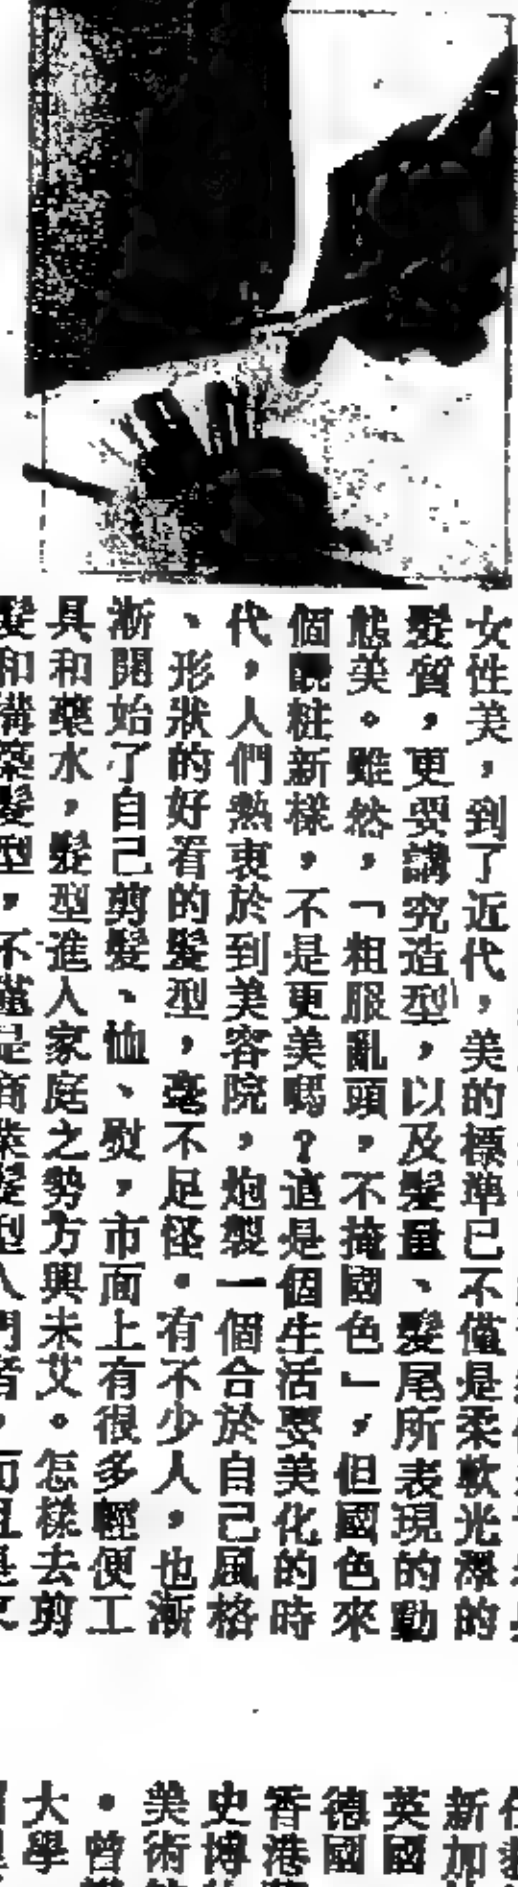 女性美，到了近代，美的標準已不僅是柔軟光澤的
髮質，更要講究造型，以及髮量、髮尾所表現的動
態美。雖然，「粗服亂頭，不掩國色」，但國色來
個靚粧新樣，不是更美嗎？這是個生活要美化的時
代，人們熱衷於到美容院，炮製一個合於自己風格
、形狀的好看的髮型，毫不足怪。有不少人，也漸
漸開始了自己剪髮、恤、熨，市面上有很多輕便工
具和藥水，髮型進入家庭之勢方興未艾。怎樣去剪
髮和構築髮型，不僅是商業髮型入門者，而且是
新加
英國
德國
香港
史博
美術
。曾
大學